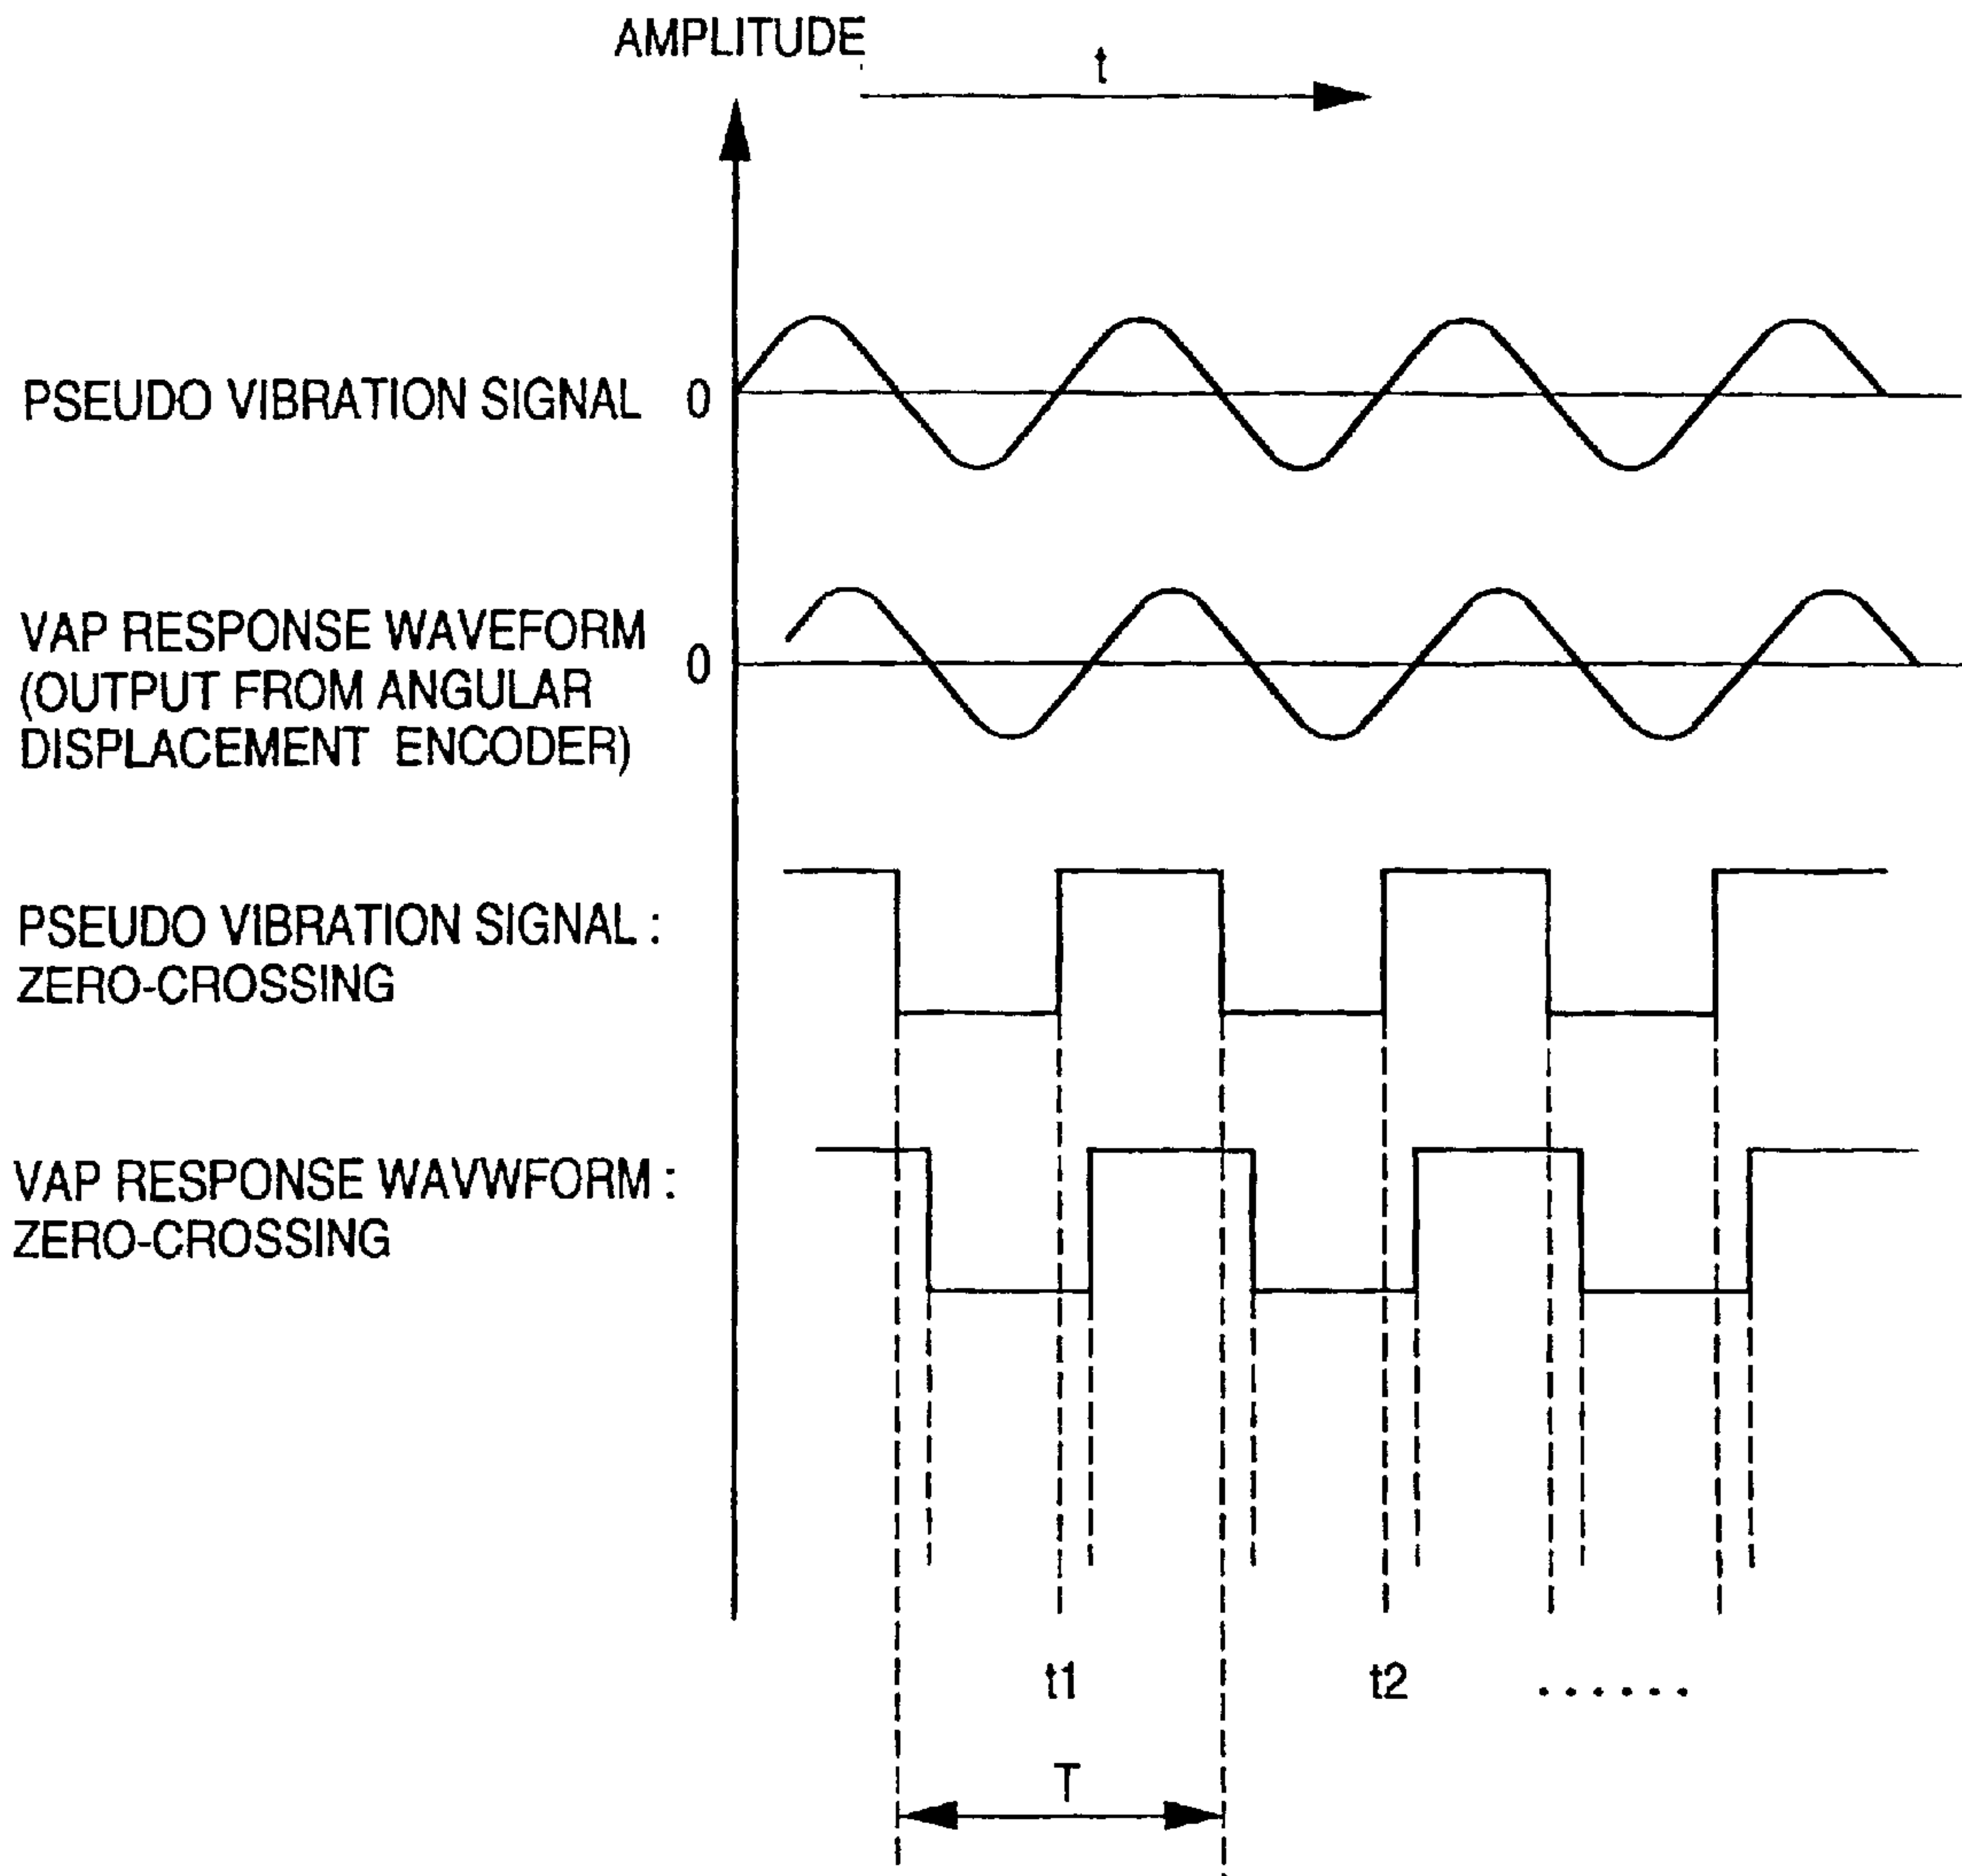 AMPLITUDE
t
PSEUDO VIBRATION SIGNAL 0
VAP RESPONSE WAVEFORM
(OUTPUT FROM ANGULAR
DISPLACEMENT ENCODER)
0
PSEUDO VIBRATION SIGNAL :
ZERO-CROSSING
VAP RESPONSE WAVWFORM :
ZERO-CROSSING
t1 t2 ......
T